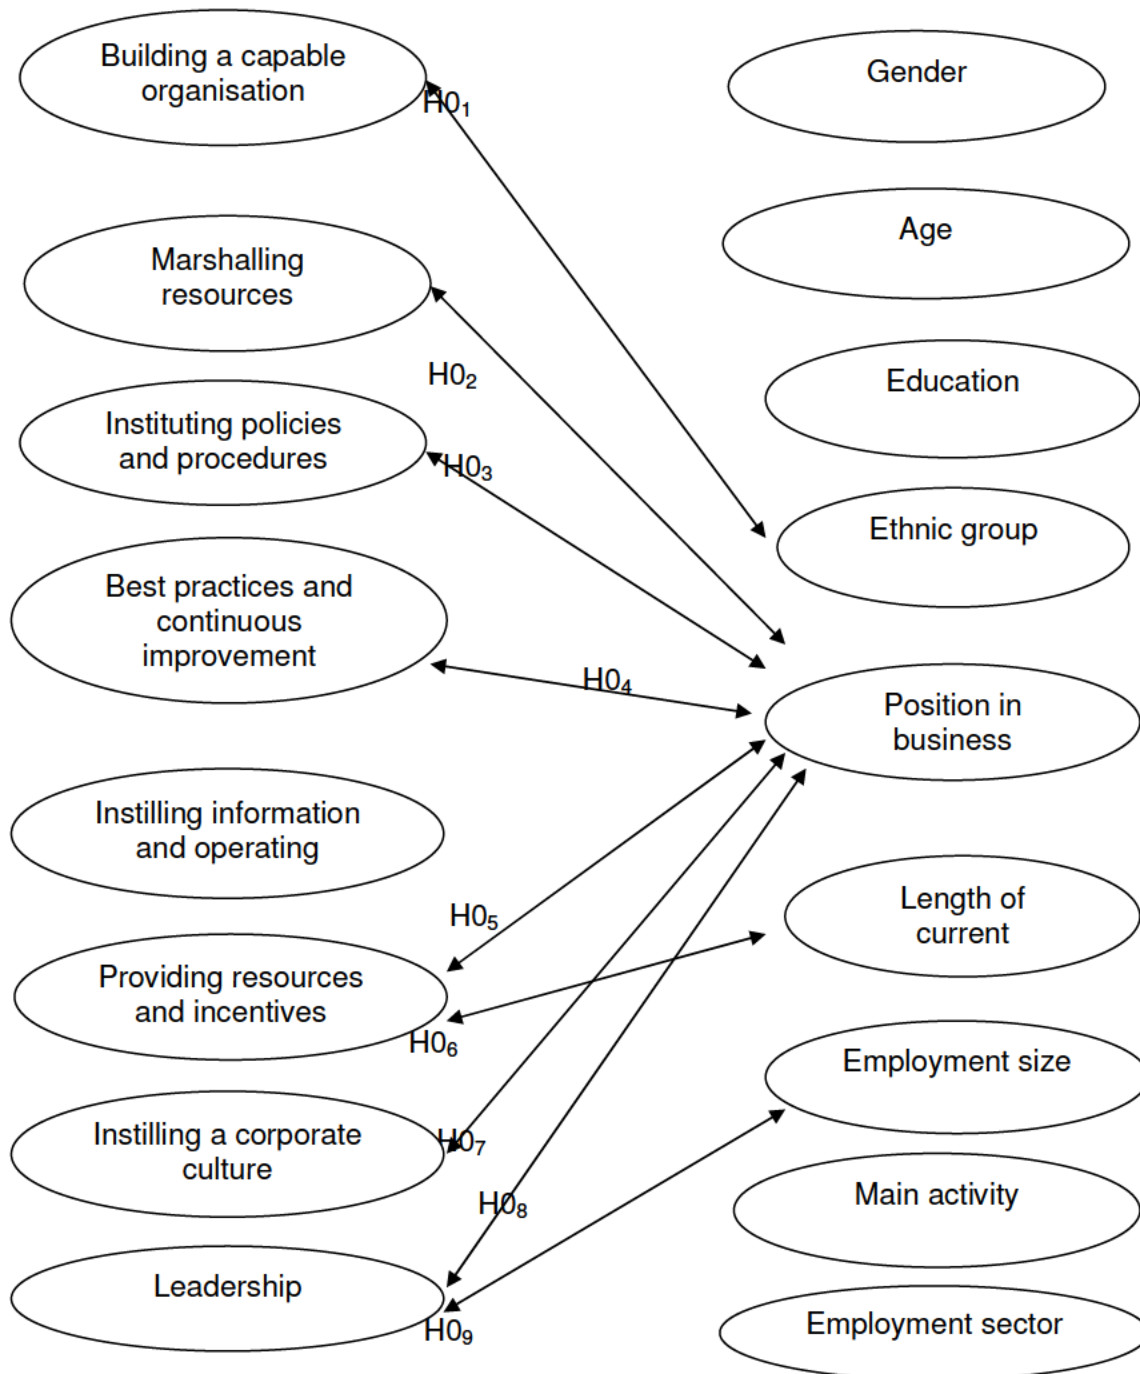 Building a capable
organisation
Gender
H0₁
Age
Marshalling
resources
H0₂
Education
Instituting policies
and procedures
H0₃
Ethnic group
Best practices and
continuous
improvement
H0₄
Position in
business
Instilling information
and operating
H0₅
Length of
current
Providing resources
and incentives
H0₆
Employment size
Instilling a corporate
culture
H0₇
H0₈
Main activity
Leadership
H0₉
Employment sector